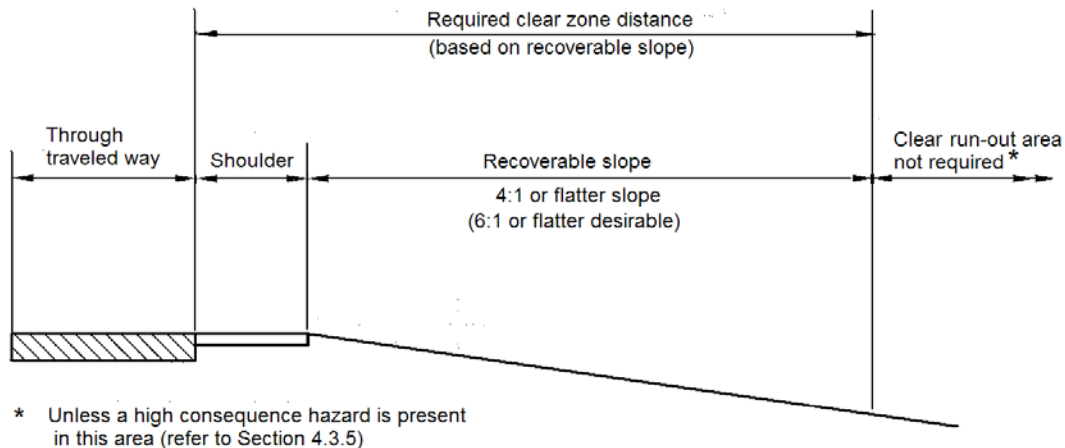 Required clear zone distance
(based on recoverable slope)
Through
traveled way
Shoulder
Recoverable slope
4:1 or flatter slope
(6:1 or flatter desirable)
Clear run-out area
not required *
* Unless a high consequence hazard is present
in this area (refer to Section 4.3.5)